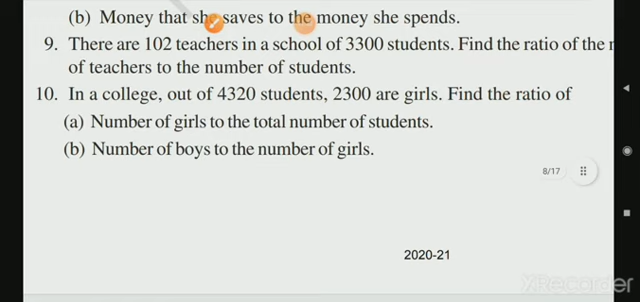 (b) Money that she saves to the money she spends.
9. There are 102 teachers in a school of 3300 students. Find the ratio of the
of teachers to the number of students.
10. In a college, out of 4320 students, 2300 are girls. Find the ratio of
(a) Number of girls to the total number of students.
(b) Number of boys to the number of girls.
8/17
2020-21
XRecorder